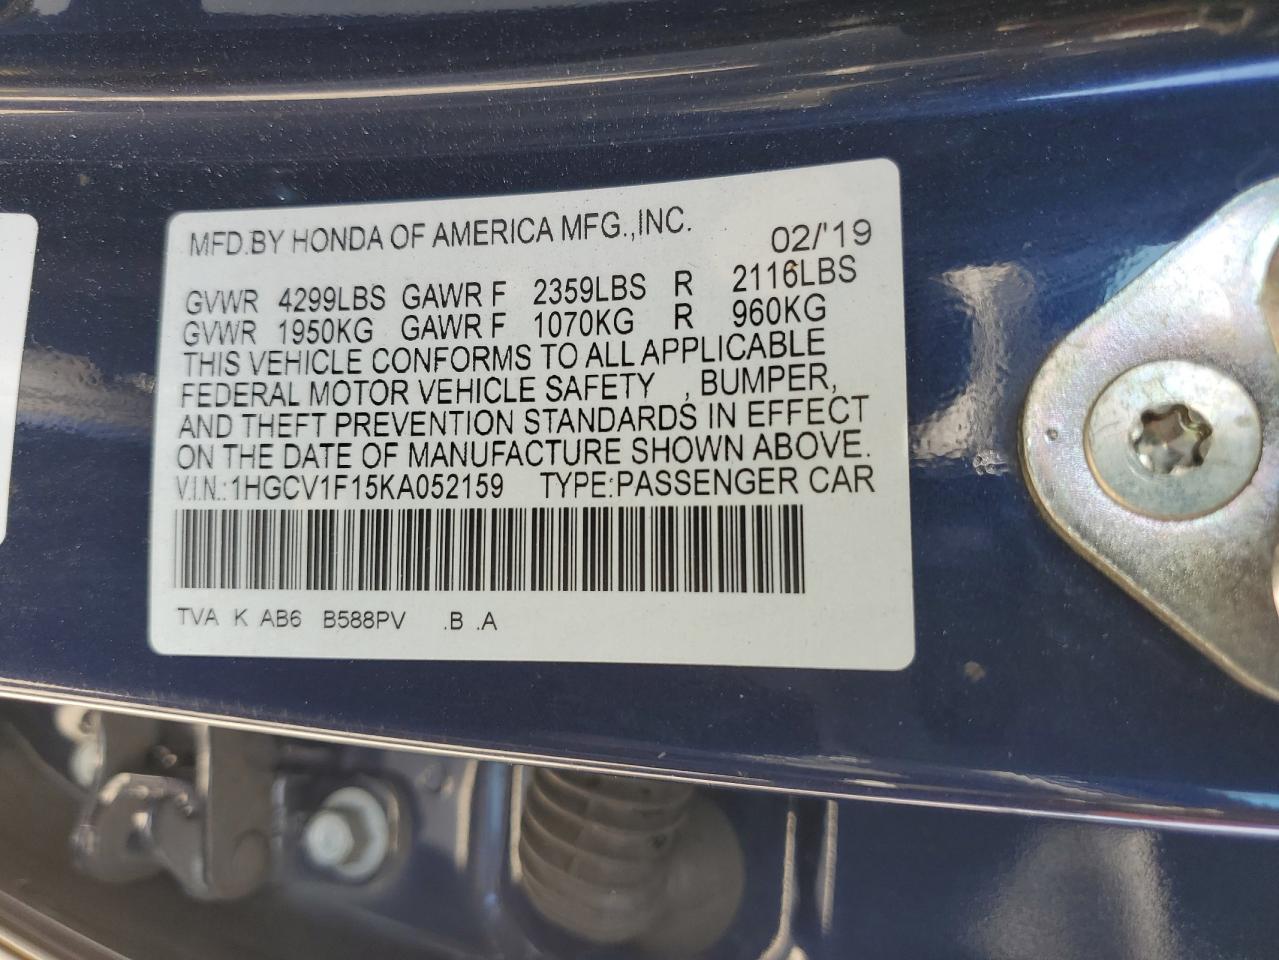 MFD.BY HONDA OF AMERICA MFG.,INC. 02/'19
GVWR 4299LBS GAWR F 2359LBS R 2116LBS
GVWR 1950KG GAWR F 1070KG R 960KG
THIS VEHICLE CONFORMS TO ALL APPLICABLE
FEDERAL MOTOR VEHICLE SAFETY , BUMPER,
AND THEFT PREVENTION STANDARDS IN EFFECT
ON THE DATE OF MANUFACTURE SHOWN ABOVE.
V.I.N.:1HGCV1F15KA052159 TYPE:PASSENGER CAR
TVA K AB6 B588PV .B .A